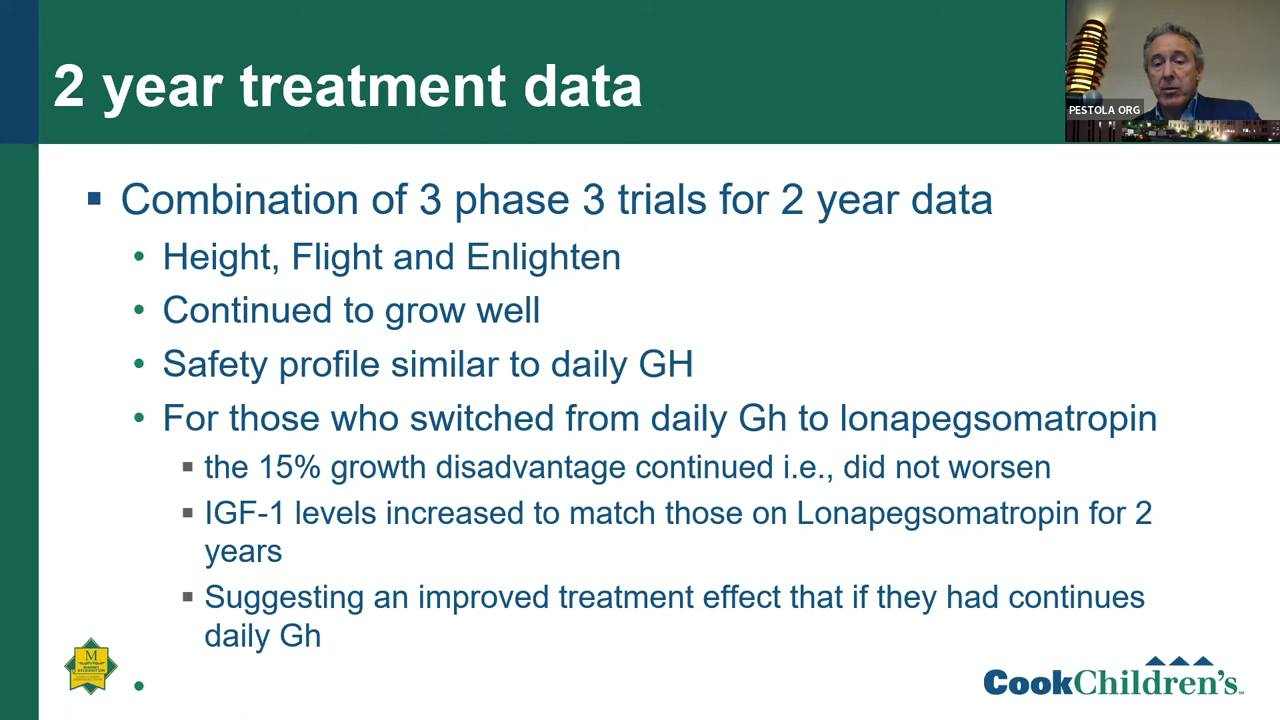 2 year treatment data
PESTOLA ORG
Combination of 3 phase 3 trials for 2 year data
Height, Flight and Enlighten
Continued to grow well
Safety profile similar to daily GH
For those who switched from daily Gh to lonapegsomatropin
the 15% growth disadvantage continued i.e., did not worsen
IGF-1 levels increased to match those on Lonapegsomatropin for 2
years
Suggesting an improved treatment effect that if they had continues
daily Gh
M
CookChildren's